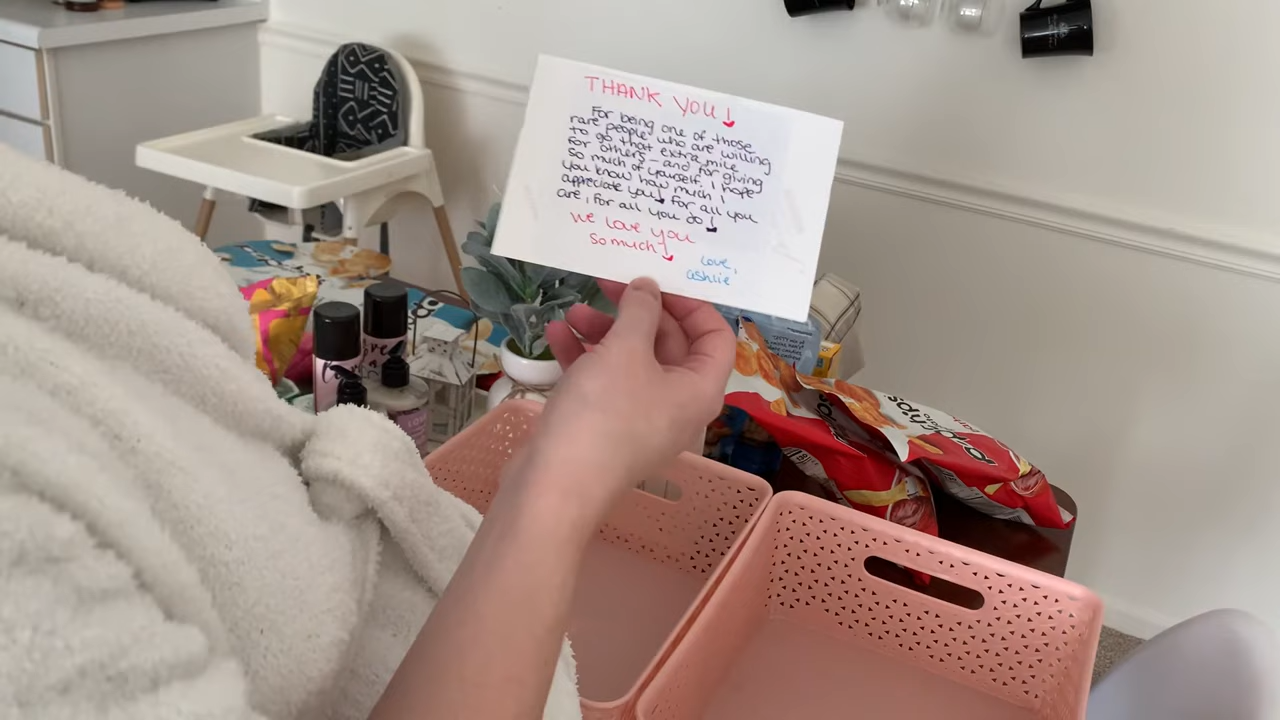 THANK YOU!
For being one of those
rare people who are willing
to go that extra mile
for others - and for giving
so much of yourself. I hope
you know how much I
appreciate you! for all you
are, for all you do!
We love you
so much!
Love,
ashlie
popchips